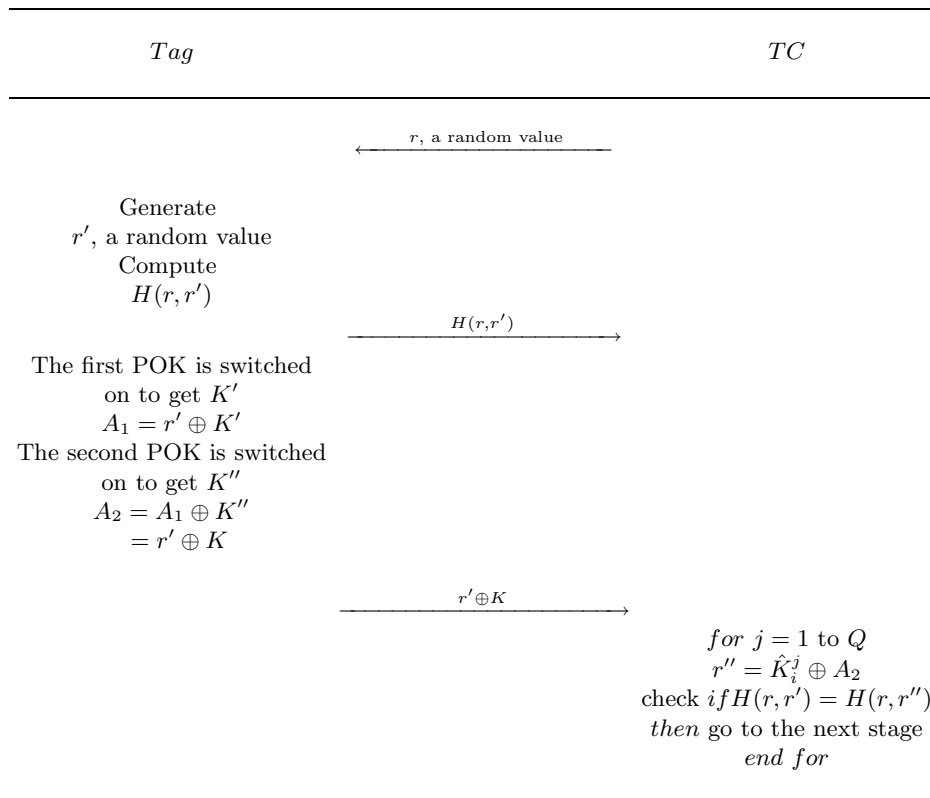 Tag TC
r, a random value
Generate
r′, a random value
Compute
H(r, r′)
H(r,r′)
The first POK is switched
on to get K′
A₁ = r′ ⊕ K′
The second POK is switched
on to get K″
A₂ = A₁ ⊕ K″
= r′ ⊕ K
r′⊕K
for j = 1 to Q
r″ = K̂ᵢʲ ⊕ A₂
check ifH(r, r′) = H(r, r″)
then go to the next stage
end for